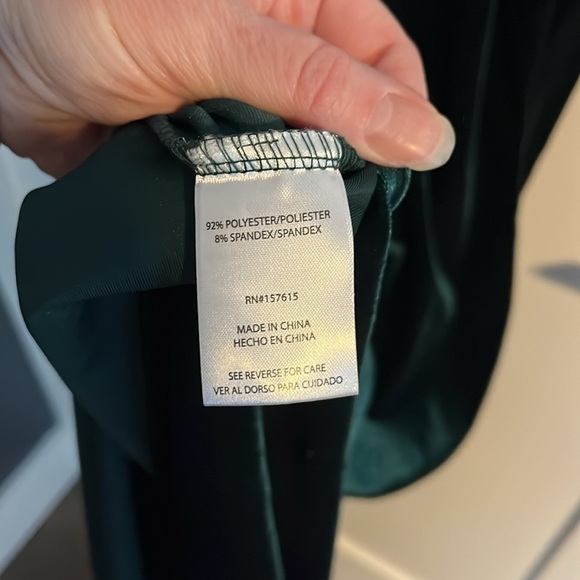 92% POLYESTER/POLIESTER
8% SPANDEX/SPANDEX
RN#157615
MADE IN CHINA
HECHO EN CHINA
SEE REVERSE FOR CARE
VER AL DORSO PARA CUIDADO